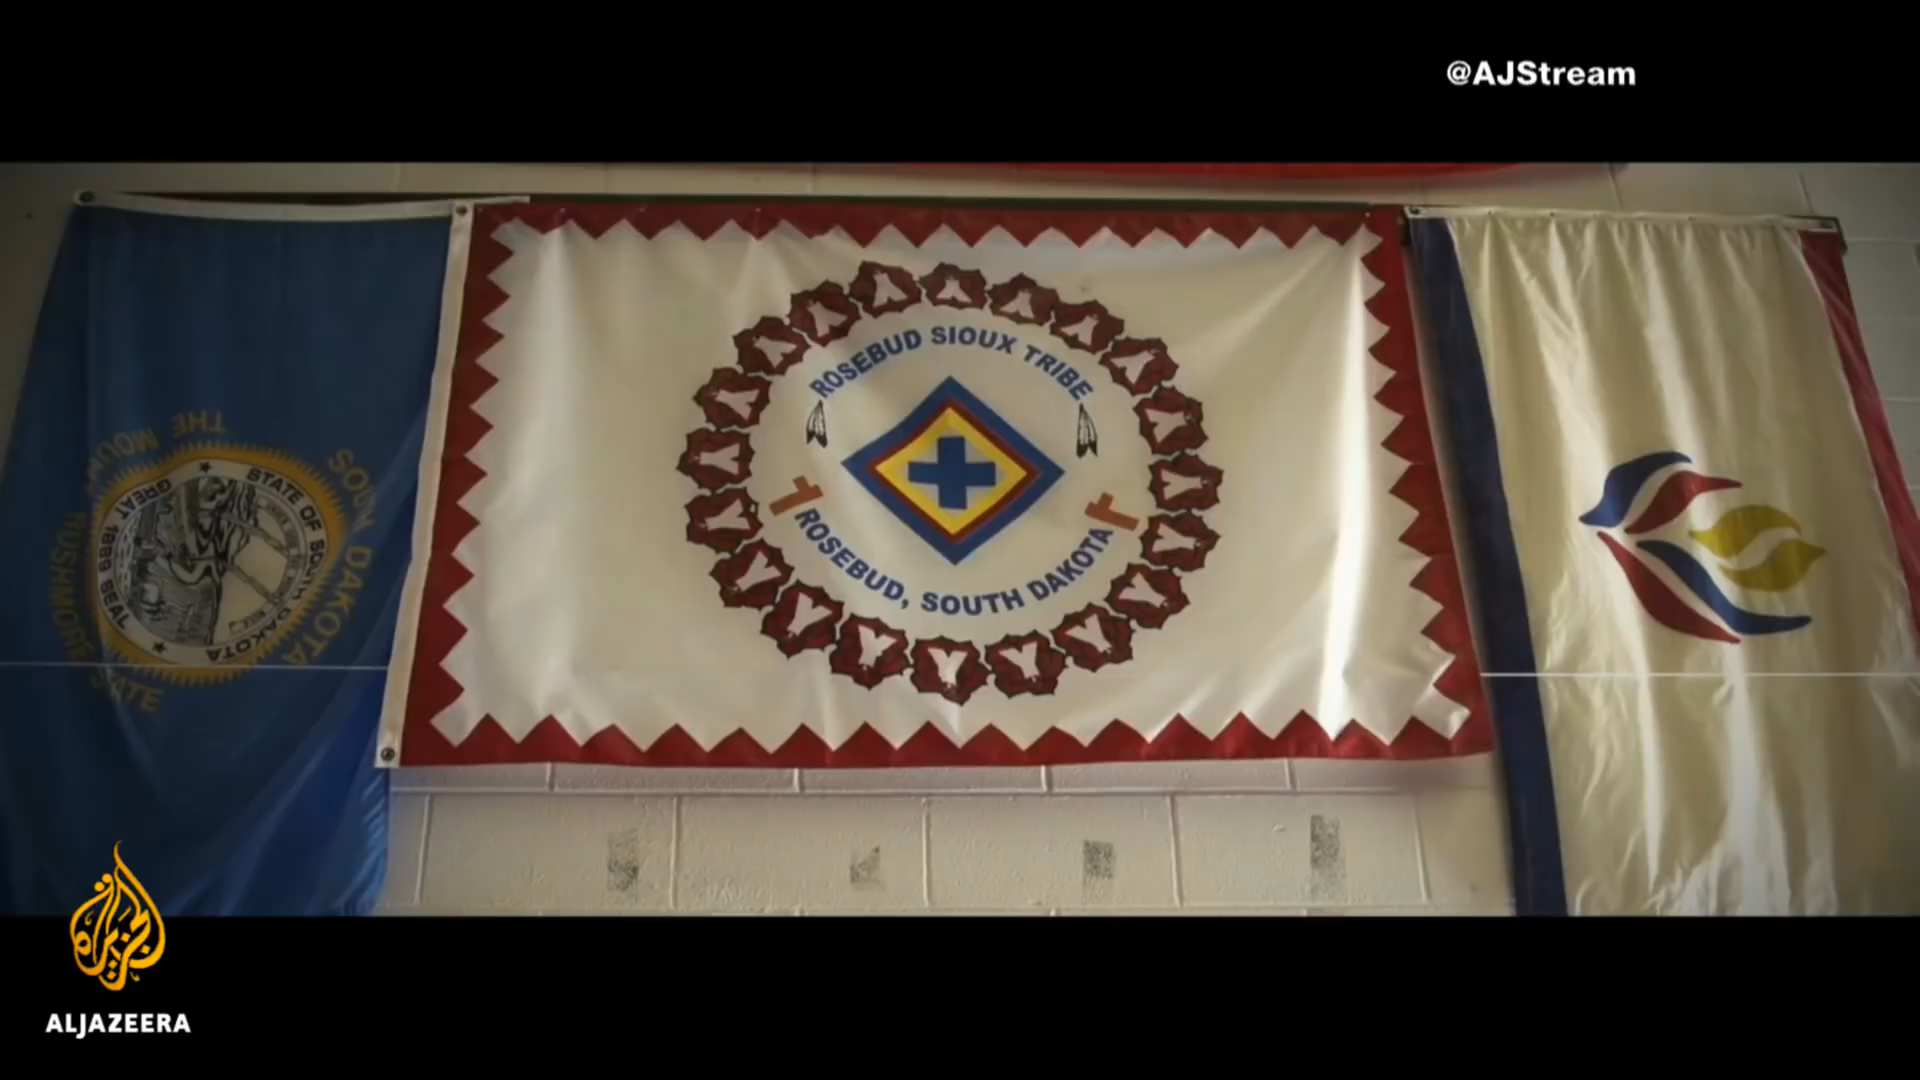 @AJStream
ROSEBUD SIOUX TRIBE
ROSEBUD, SOUTH DAKOTA
SOUTH DAKOTA
THE MOUNT RUSHMORE STATE
STATE OF SOUTH DAKOTA
GREAT 1889 SEAL
الجزيرة
ALJAZEERA